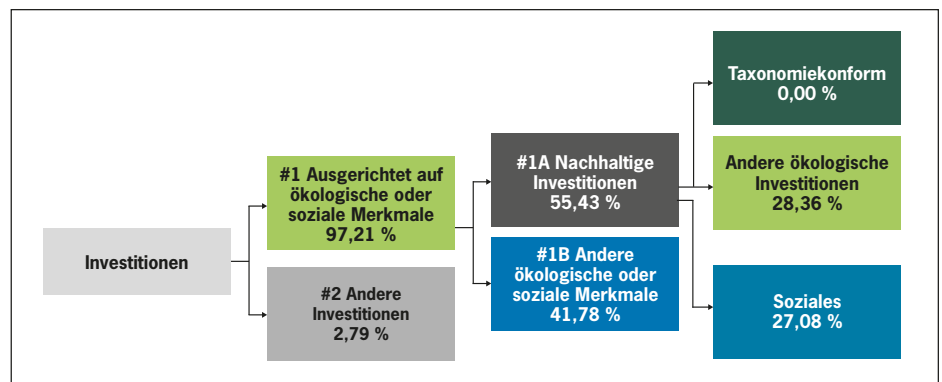 Investitionen
#1 Ausgerichtet auf
ökologische oder
soziale Merkmale
97,21 %
#2 Andere
Investitionen
2,79 %
#1A Nachhaltige
Investitionen
55,43 %
#1B Andere
ökologische oder
soziale Merkmale
41,78 %
Taxonomiekonform
0,00 %
Andere ökologische
Investitionen
28,36 %
Soziales
27,08 %